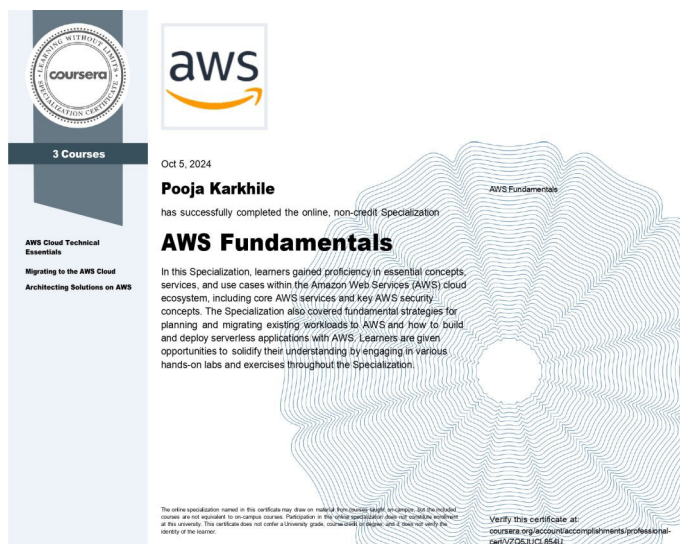 LEARNING WITHOUT LIMITS
coursera
SPECIALIZATION CERTIFICATE
3 Courses
AWS Cloud Technical
Essentials
Migrating to the AWS Cloud
Architecting Solutions on AWS
aws
Oct 5, 2024
Pooja Karkhile
has successfully completed the online, non-credit Specialization
AWS Fundamentals
In this Specialization, learners gained proficiency in essential concepts,
services, and use cases within the Amazon Web Services (AWS) cloud
ecosystem, including core AWS services and key AWS security
concepts. The Specialization also covered fundamental strategies for
planning and migrating existing workloads to AWS and how to build
and deploy serverless applications with AWS. Learners are given
opportunities to solidify their understanding by engaging in various
hands-on labs and exercises throughout the Specialization.
AWS Fundamentals
The online specialization named in this certificate may draw on material from courses taught on-campus, but the included
courses are not equivalent to on-campus courses. Participation in this online specialization does not constitute enrollment
at this university. This certificate does not confer a University grade, course credit or degree, and it does not verify the
identity of the learner.
Verify this certificate at:
coursera.org/account/accomplishments/professional-
cert/VZQ5JUCL854U